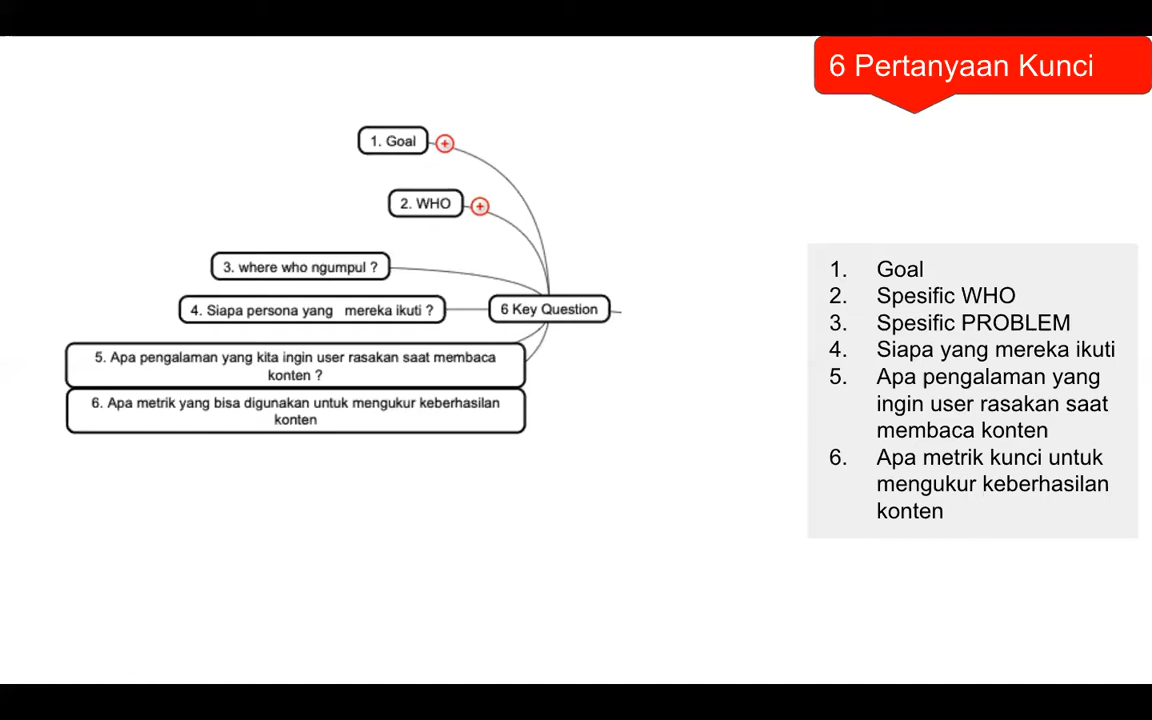 6 Pertanyaan Kunci
1. Goal
2. WHO
3. where who ngumpul ?
4. Siapa persona yang mereka ikuti ?
6 Key Question
5. Apa pengalaman yang kita ingin user rasakan saat membaca
konten ?
6. Apa metrik yang bisa digunakan untuk mengukur keberhasilan
konten
1. Goal
2. Spesific WHO
3. Spesific PROBLEM
4. Siapa yang mereka ikuti
5. Apa pengalaman yang
ingin user rasakan saat
membaca konten
6. Apa metrik kunci untuk
mengukur keberhasilan
konten